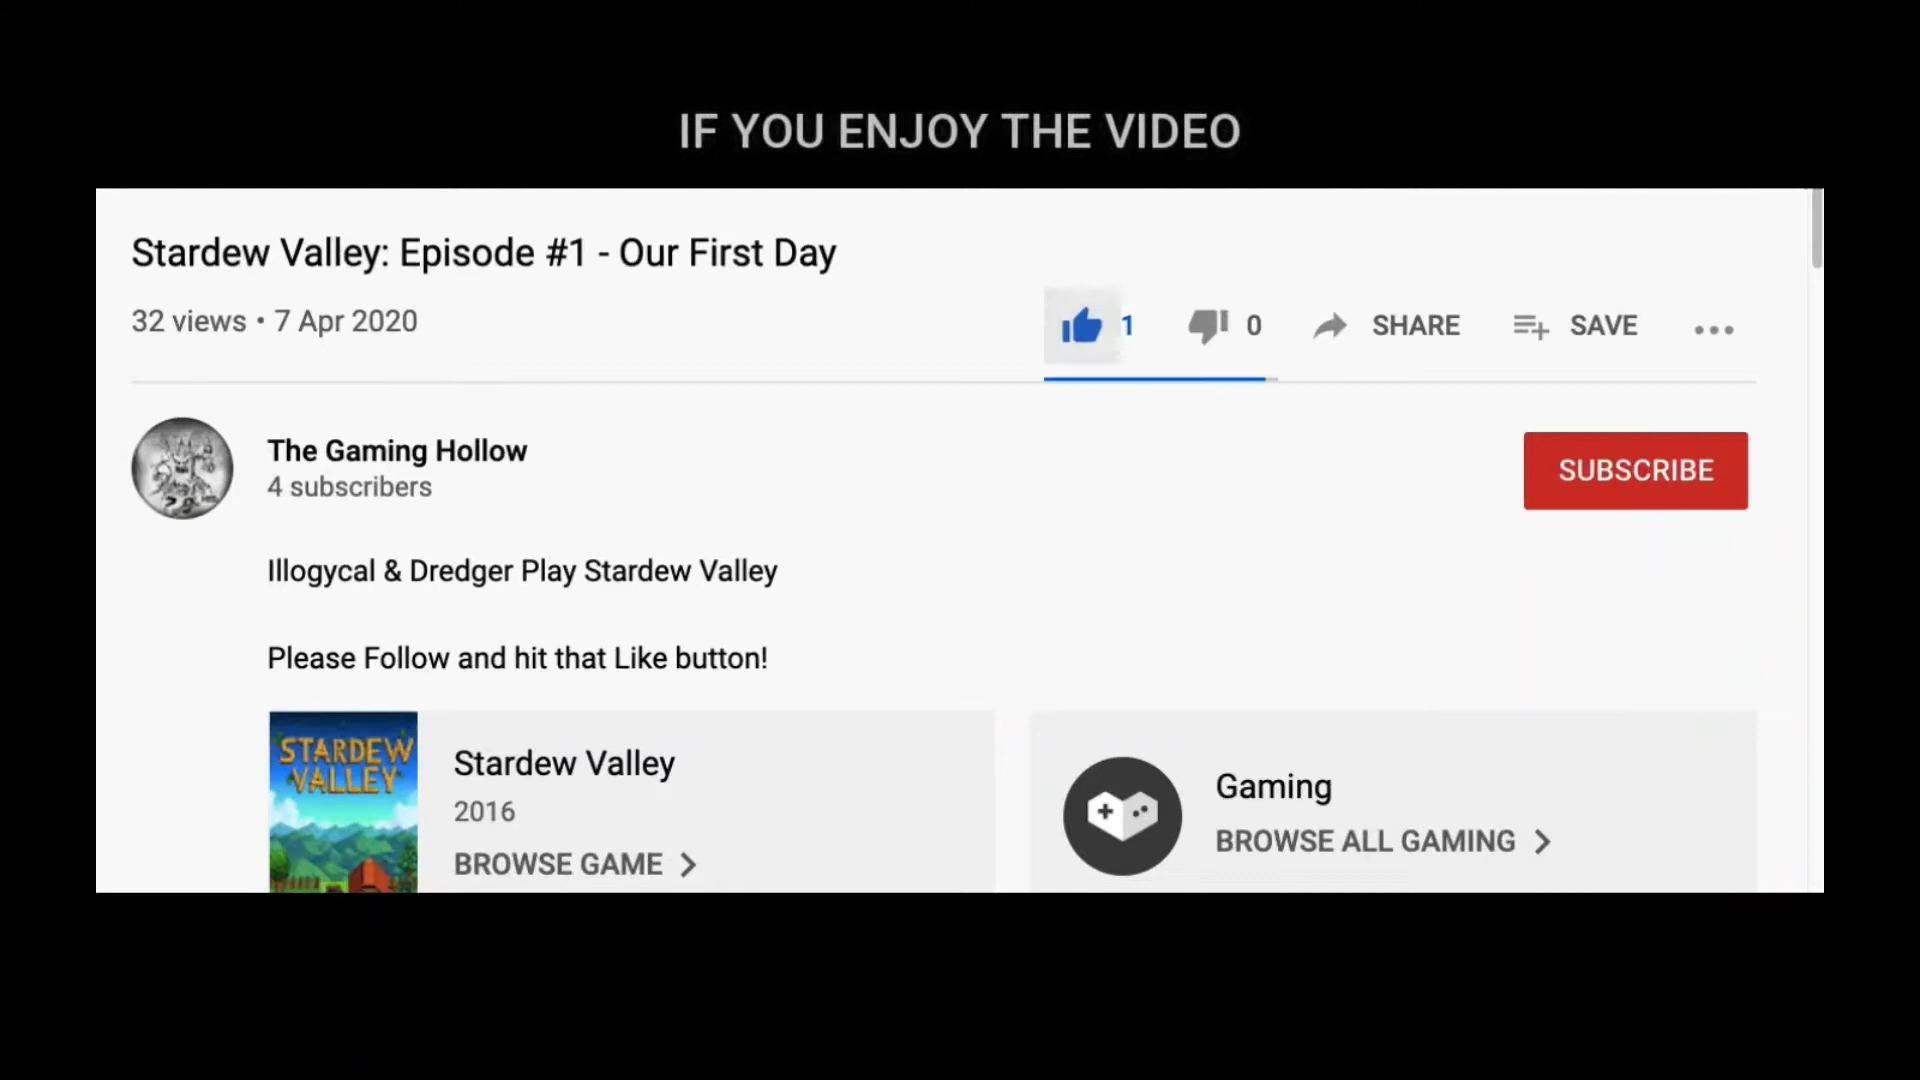 IF YOU ENJOY THE VIDEO
Stardew Valley: Episode #1 - Our First Day
32 views • 7 Apr 2020
1 0 SHARE SAVE
The Gaming Hollow
4 subscribers
SUBSCRIBE
Illogycal & Dredger Play Stardew Valley
Please Follow and hit that Like button!
STARDEW
VALLEY
Stardew Valley
2016
BROWSE GAME
Gaming
BROWSE ALL GAMING